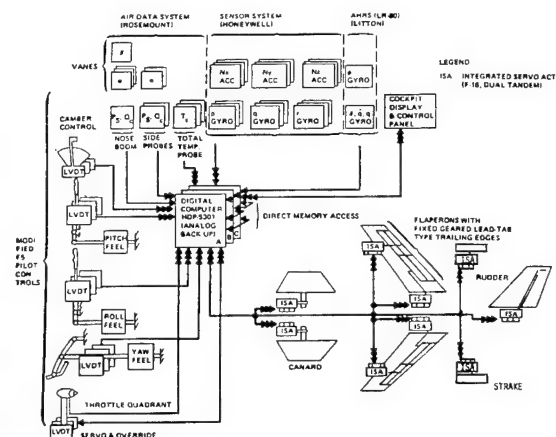 AIR DATA SYSTEM
(ROSEMOUNT)
SENSOR SYSTEM
(HONEYWELL)
AHRS (LR-80)
(LITTON)
VANES
β
α
α
Nx
ACC
Ny
ACC
Nz
ACC
GYRO
LEGEND
ISA INTEGRATED SERVO ACT
(F-18, DUAL TANDEM)
GYRO
q
GYRO
r
GYRO
GYRO
COCKPIT
DISPLAY
& CONTROL
PANEL
CAMBER
CONTROL
NOSE
BOOM
SIDE
PROBES
TOTAL
TEMP.
PROBE
LVDT
DIGITAL
COMPUTER
HDP-5301
(ANALOG
BACK UP)
A
B
C
DIRECT MEMORY ACCESS
LVDT
PITCH
FEEL
MODI
FIED
F5
PILOT
CON
TROLS
LVDT
ROLL
FEEL
LVDT
YAW
FEEL
THROTTLE QUADRANT
LVDT
SERVO & OVERRIDE
FLAPERONS WITH
FIXED GEARED LEAD-TAB
TYPE TRAILING EDGES
ISA
ISA
CANARD
ISA
ISA
ISA
ISA
RUDDER
ISA
ISA
STRAKE